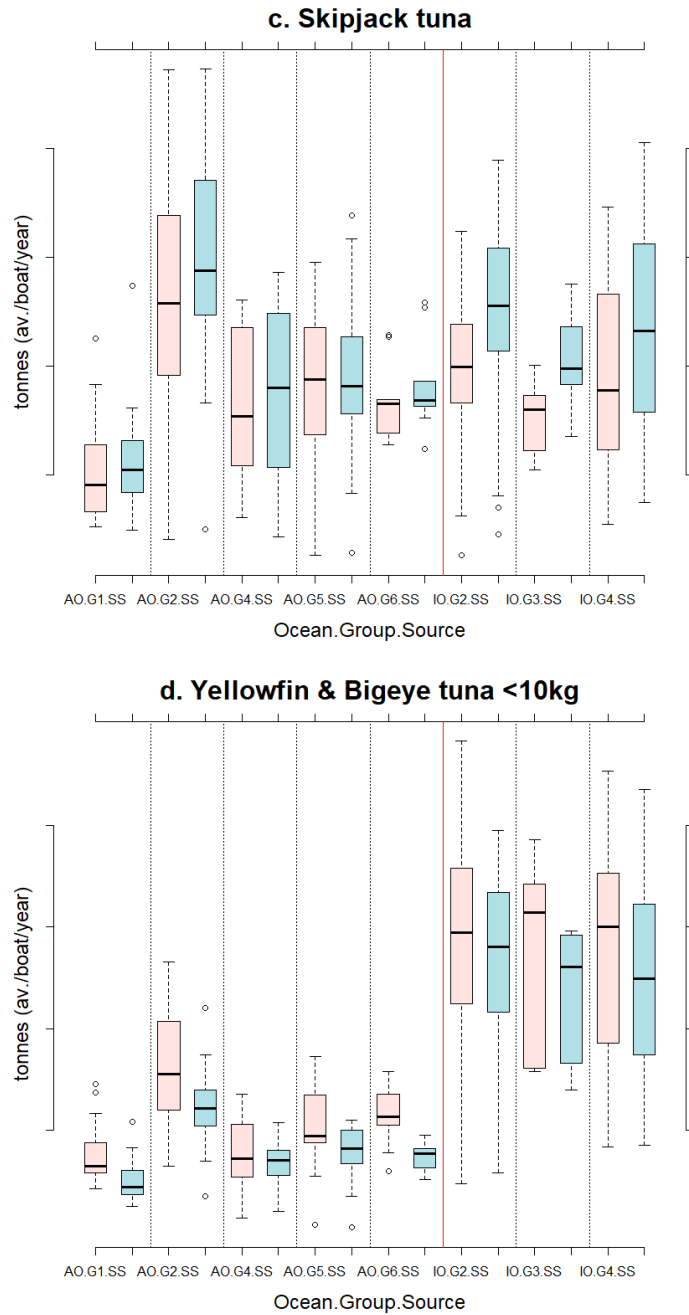 c. Skipjack tuna
tonnes (av./boat/year)
AO.G1.SS AO.G2.SS AO.G4.SS AO.G5.SS AO.G6.SS IO.G2.SS IO.G3.SS IO.G4.SS
Ocean.Group.Source
d. Yellowfin & Bigeye tuna <10kg
tonnes (av./boat/year)
AO.G1.SS AO.G2.SS AO.G4.SS AO.G5.SS AO.G6.SS IO.G2.SS IO.G3.SS IO.G4.SS
Ocean.Group.Source